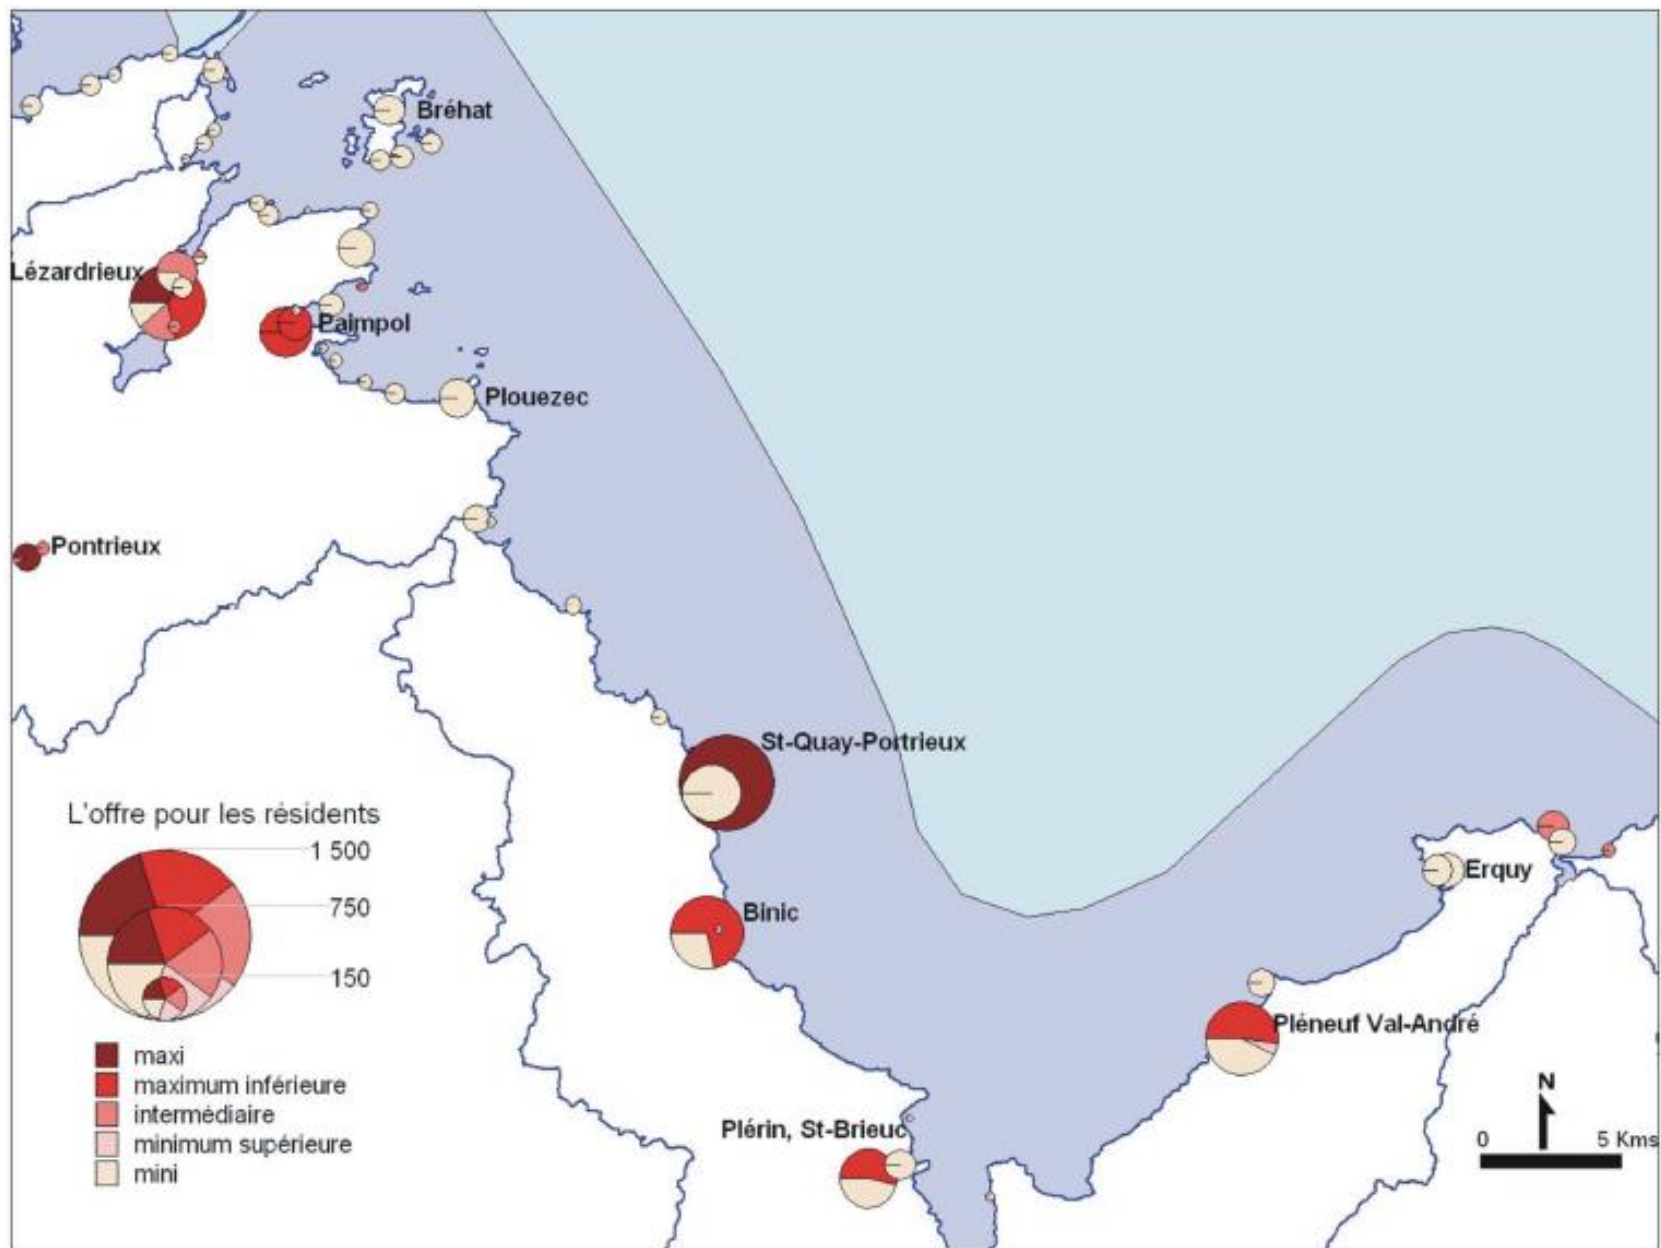 Bréhat
Lézardrieux
Paimpol
Plouezec
Pontrieux
St-Quay-Portrieux
L'offre pour les résidents
1 500
750
150
Erquy
Binic
Pléneuf Val-André
maxi
maximum inférieure
intermédiaire
minimum supérieure
mini
Plérin, St-Brieuc
N
0 5 Kms